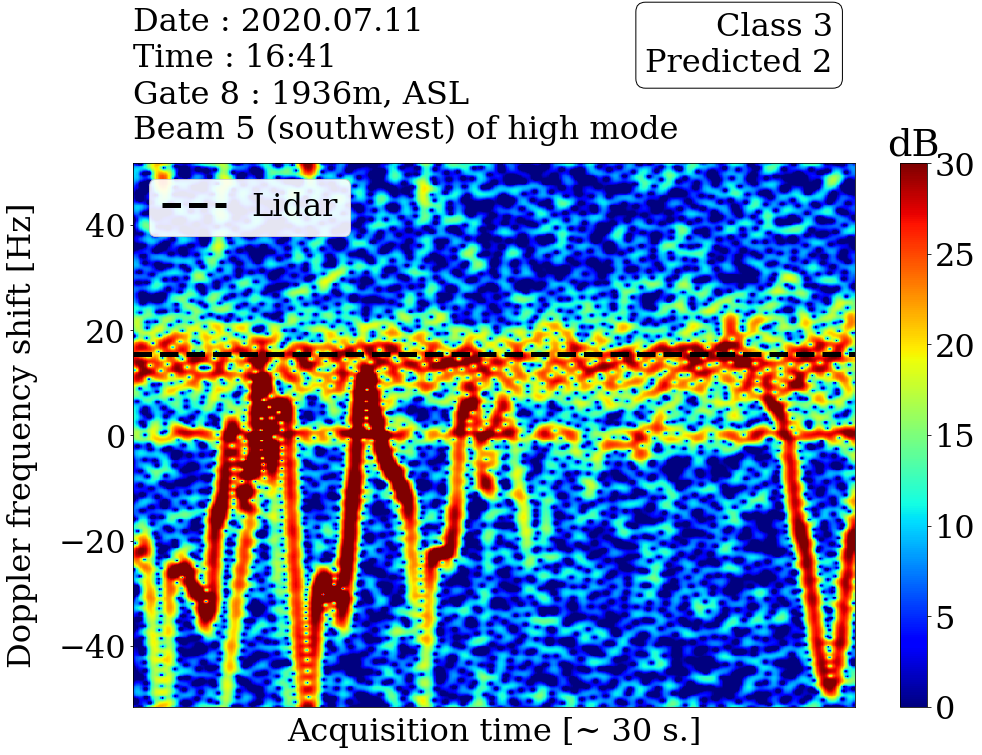 Date : 2020.07.11
Time : 16:41
Gate 8 : 1936m, ASL
Beam 5 (southwest) of high mode
Class 3
Predicted 2
dB
Lidar
Doppler frequency shift [Hz]
40
20
0
−20
−40
Acquisition time [~ 30 s.]
30
25
20
15
10
5
0